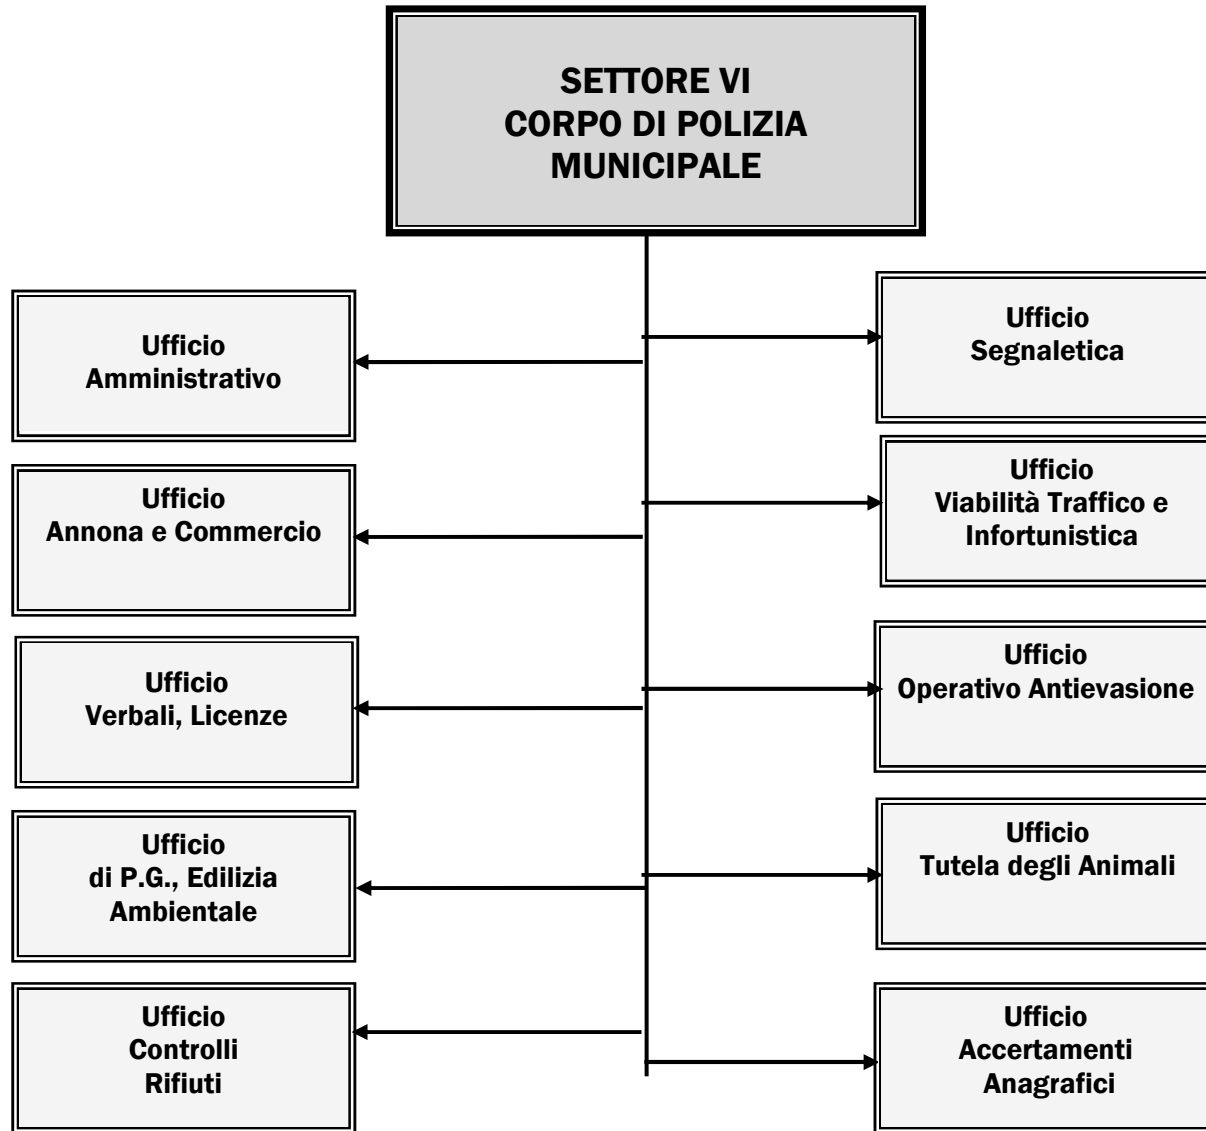 SETTORE VI
CORPO DI POLIZIA
MUNICIPALE
Ufficio
Amministrativo
Ufficio
Annona e Commercio
Ufficio
Verbali, Licenze
Ufficio
di P.G., Edilizia
Ambientale
Ufficio
Controlli
Rifiuti
Ufficio
Segnaletica
Ufficio
Viabilità Traffico e
Infortunistica
Ufficio
Operativo Antievasione
Ufficio
Tutela degli Animali
Ufficio
Accertamenti
Anagrafici